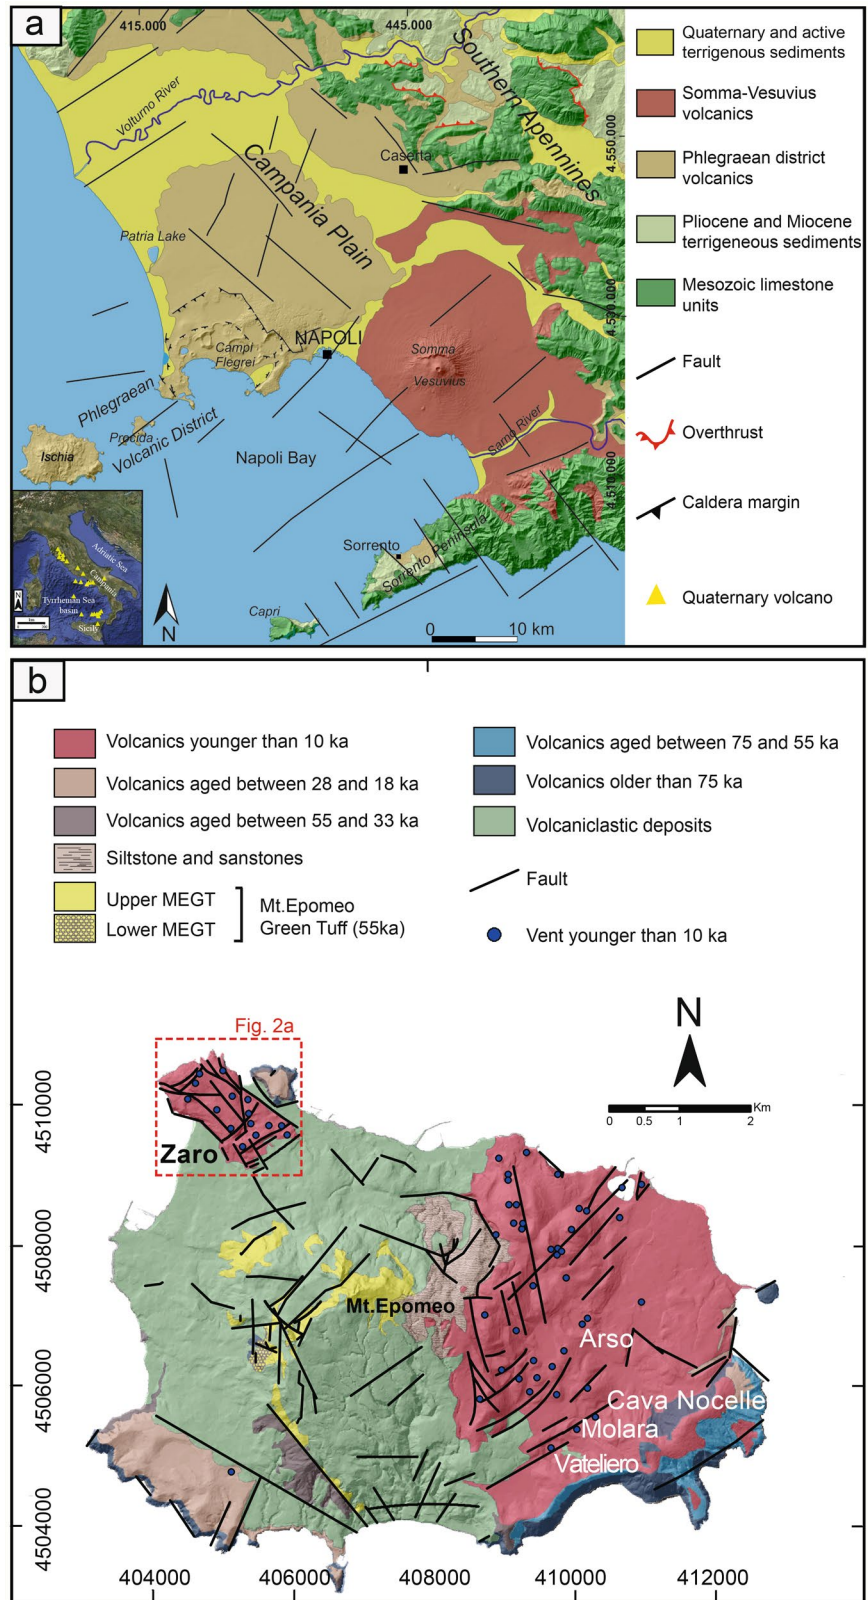 a
415.000
445.000
Southern Apennines
Volturno River
4.550.000
Caserta
Campania Plain
Patria Lake
4.530.000
NAPOLI
Campi
Flegrei
Somma
Vesuvius
Phlegraean
Volcanic District
Procida
Ischia
Napoli Bay
Sarno River
4.510.000
Sorrento
Sorrento Peninsula
Capri
N
0 10 km
Adriatic Sea
Campania
Tyrrhenian Sea
basin
Sicily
N
Quaternary and active
terrigenous sediments
Somma-Vesuvius
volcanics
Phlegraean district
volcanics
Pliocene and Miocene
terrigeneous sediments
Mesozoic limestone
units
Fault
Overthrust
Caldera margin
Quaternary volcano
b
Volcanics younger than 10 ka
Volcanics aged between 28 and 18 ka
Volcanics aged between 55 and 33 ka
Siltstone and sanstones
Upper MEGT
Lower MEGT
Mt.Epomeo
Green Tuff (55ka)
Volcanics aged between 75 and 55 ka
Volcanics older than 75 ka
Volcaniclastic deposits
Fault
Vent younger than 10 ka
Fig. 2a
N
0 0.5 1 2 Km
4510000
Zaro
4508000
Mt.Epomeo
Arso
4506000
Cava Nocelle
Molara
Vateliero
4504000
404000 406000 408000 410000 412000